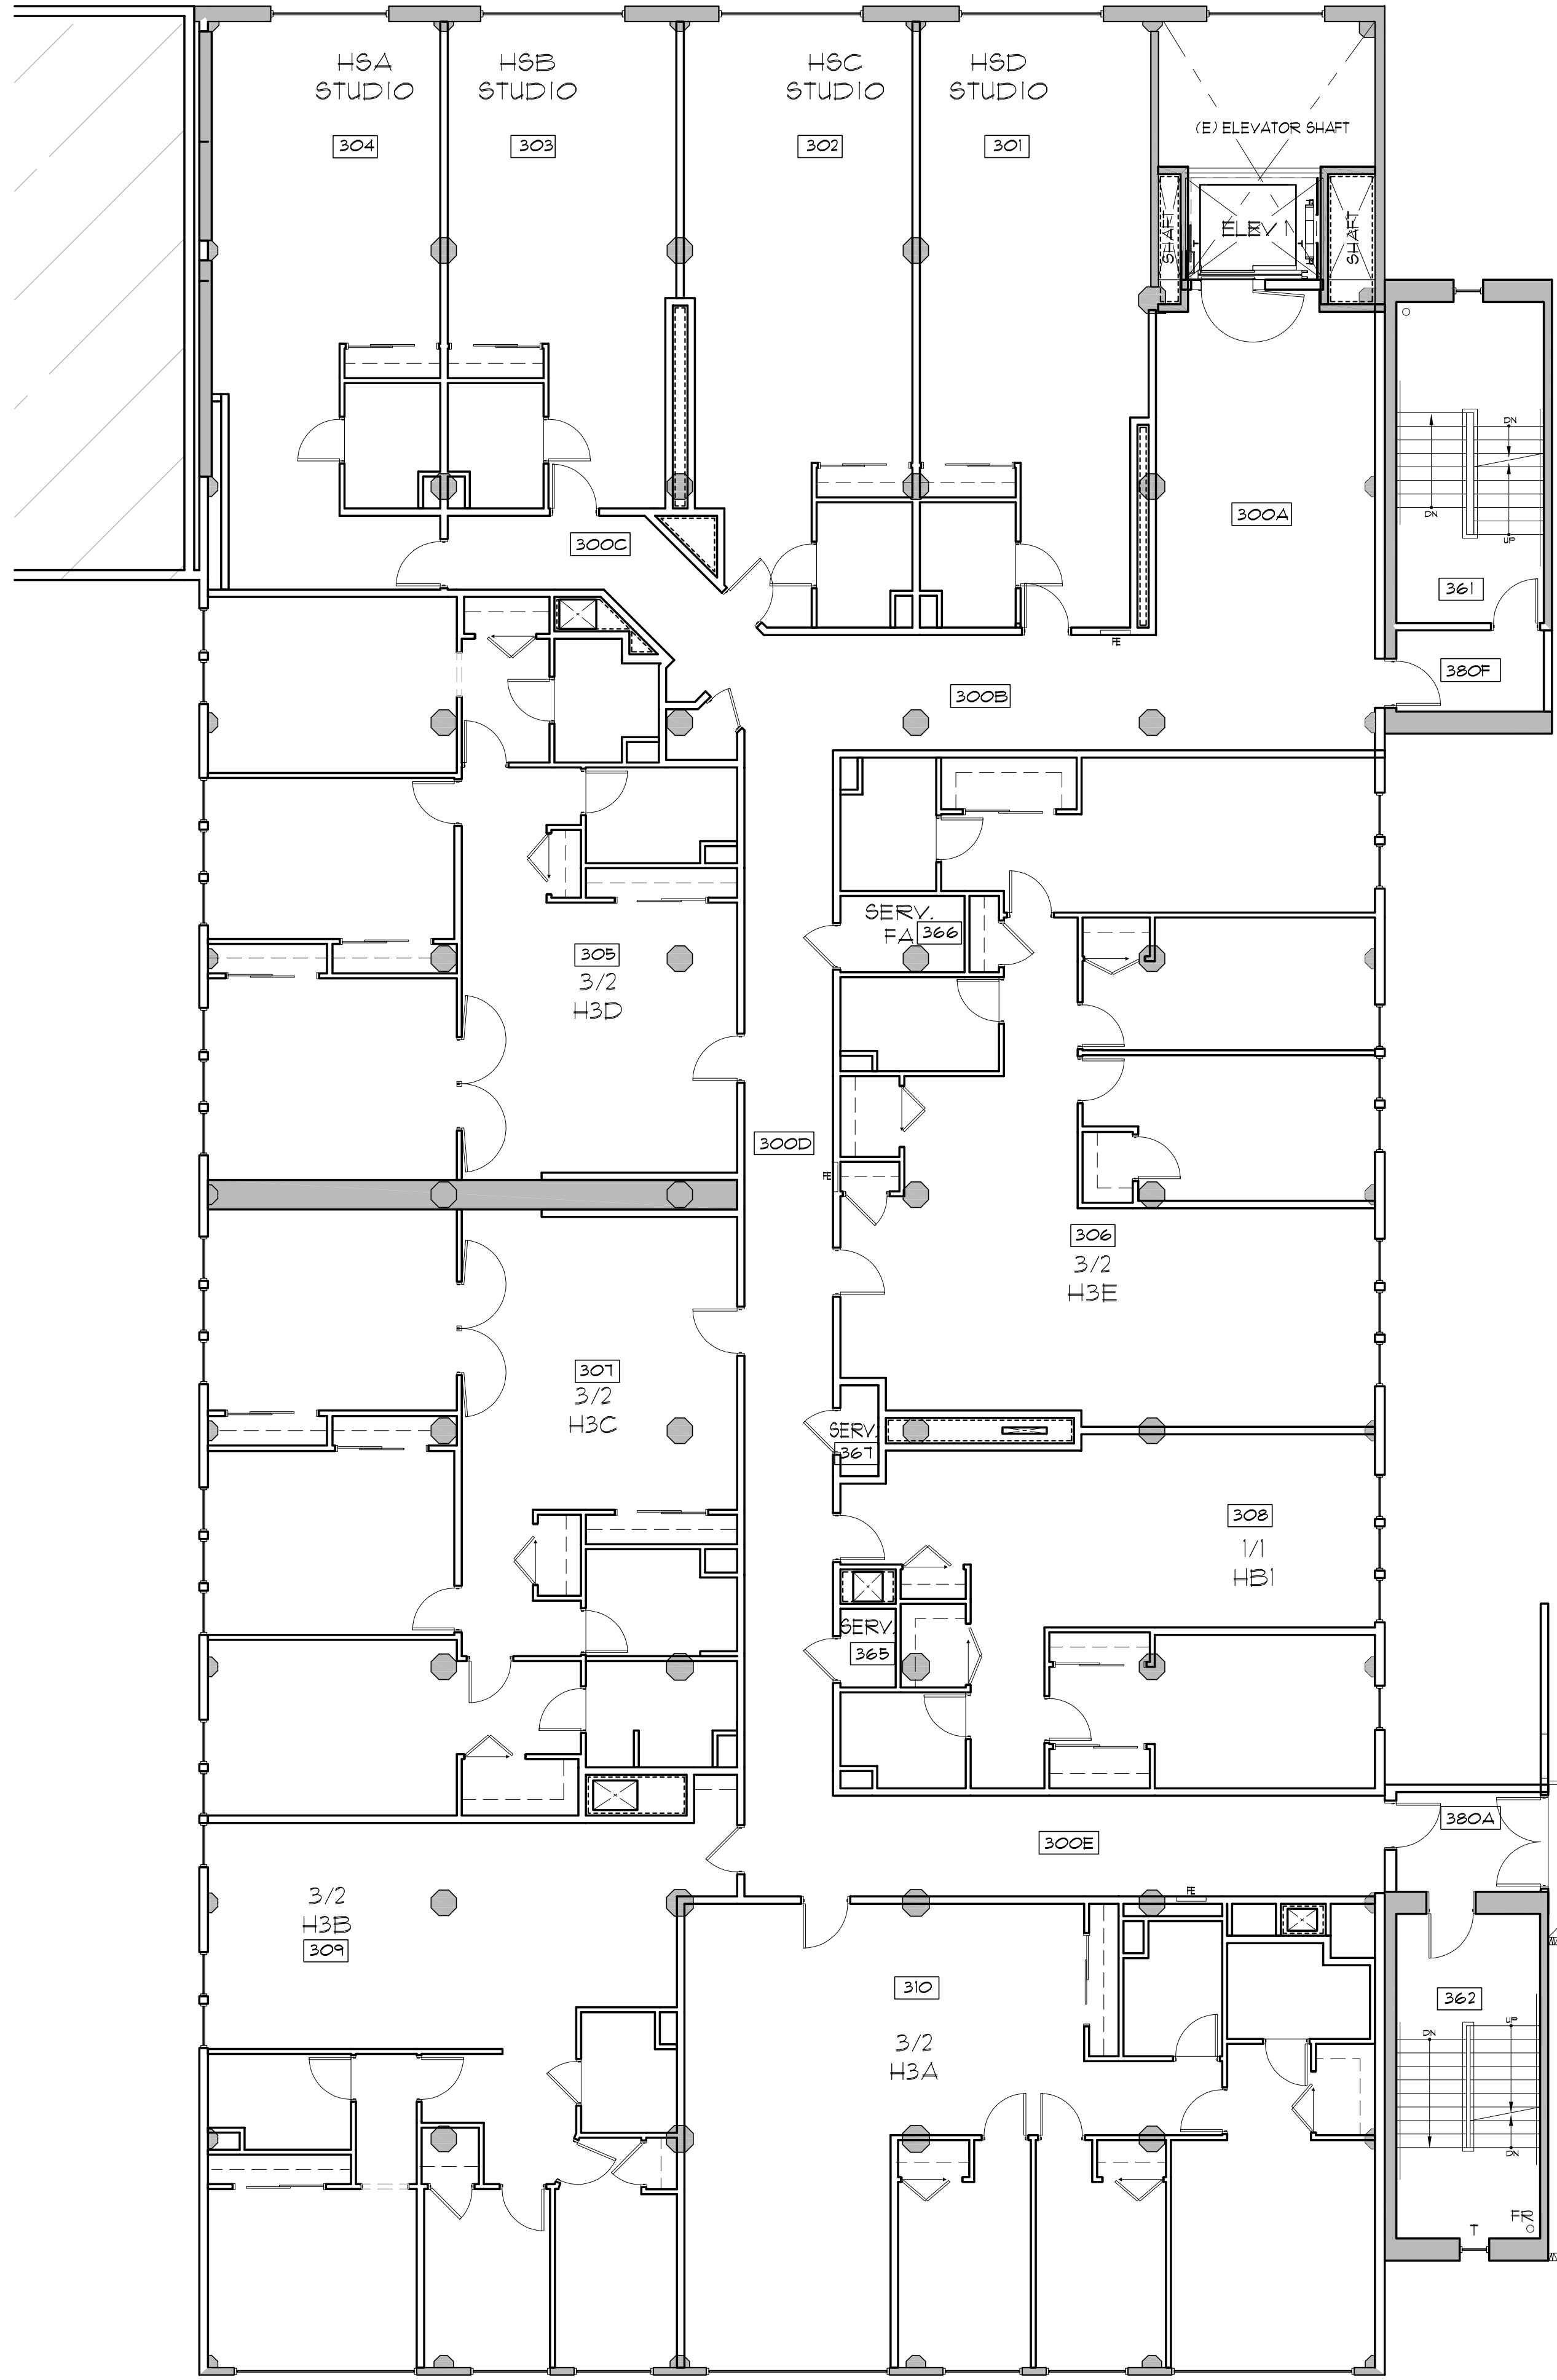 HSA
STUDIO
304
HSB
STUDIO
303
HSC
STUDIO
302
HSD
STUDIO
301
(E) ELEVATOR SHAFT
SHAFT
ELEV 1
SHAFT
H
T
T
H
300A
DN
DN
UP
361
300C
FE
380F
300B
SERV.
FA
366
305
3/2
H3D
300D
FE
306
3/2
H3E
307
3/2
H3C
SERV.
367
308
1/1
HB1
SERV.
365
380A
300E
3/2
H3B
309
FE
310
3/2
H3A
362
DN
UP
DN
FR
T